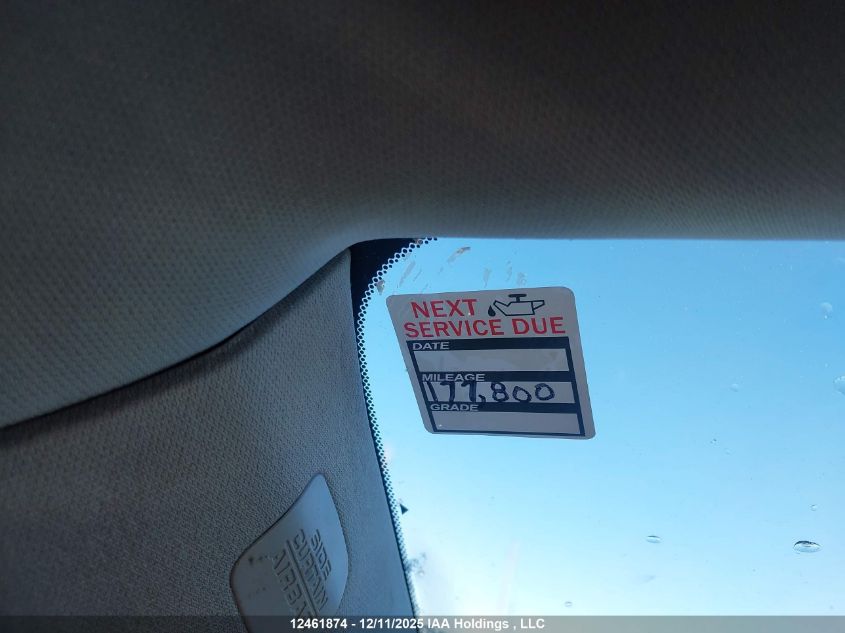 NEXT
SERVICE DUE
DATE
MILEAGE
177,800
GRADE
SIDE
CURTAIN
AIRBAG
12461874 - 12/11/2025 IAA Holdings , LLC